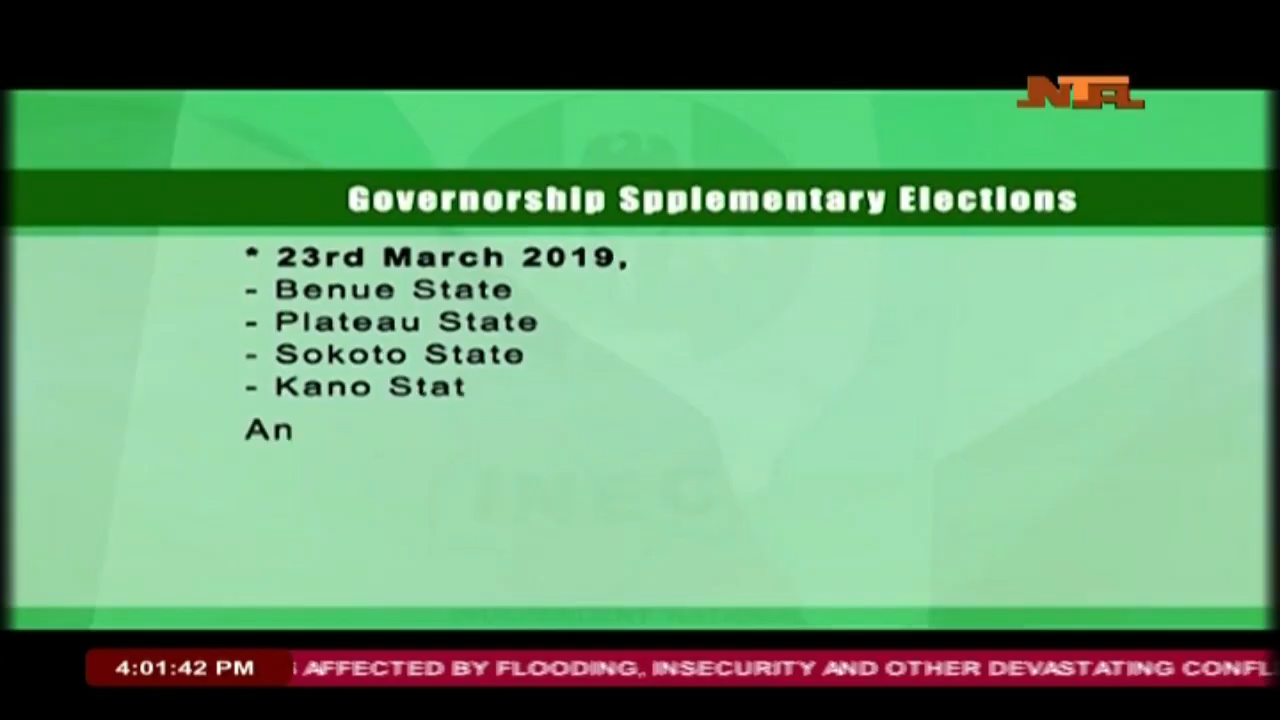 NTA
Governorship Spplementary Elections
* 23rd March 2019,
- Benue State
- Plateau State
- Sokoto State
- Kano Stat
An
INEC
4:01:42 PM AFFECTED BY FLOODING, INSECURITY AND OTHER DEVASTATING CONFL